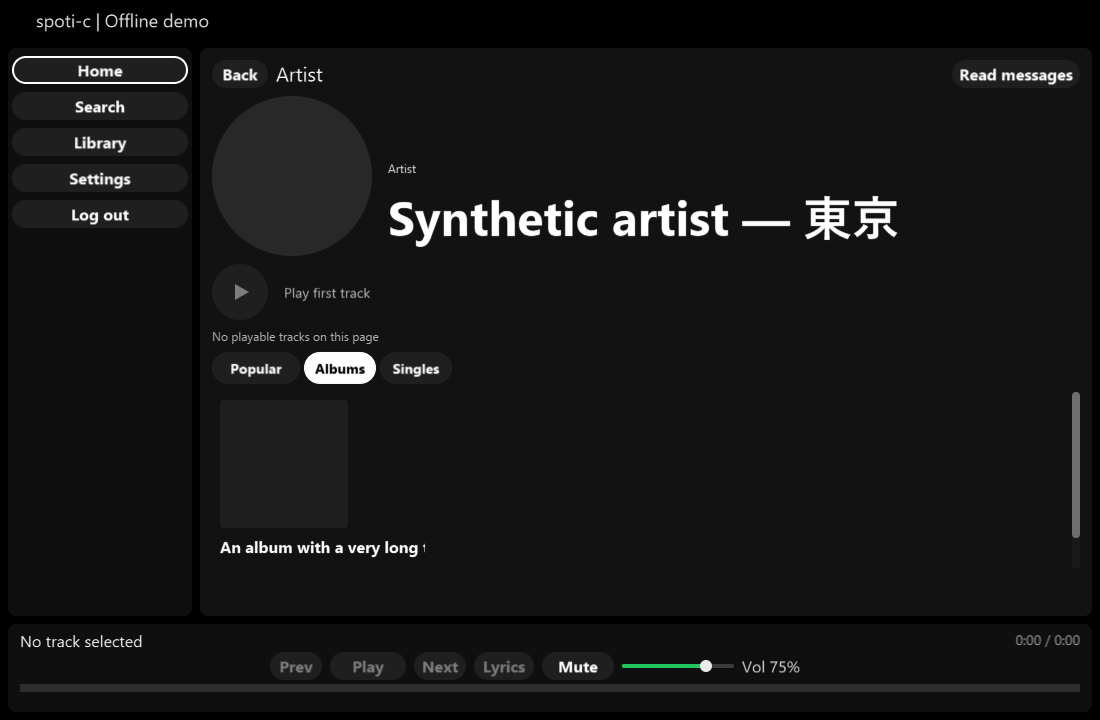 spoti-c | Offline demo
Home
Search
Library
Settings
Log out
Back Artist Read messages
Artist
Synthetic artist — 東京
Play first track
No playable tracks on this page
Popular Albums Singles
An album with a very long
No track selected 0:00 / 0:00
Prev Play Next Lyrics Mute Vol 75%